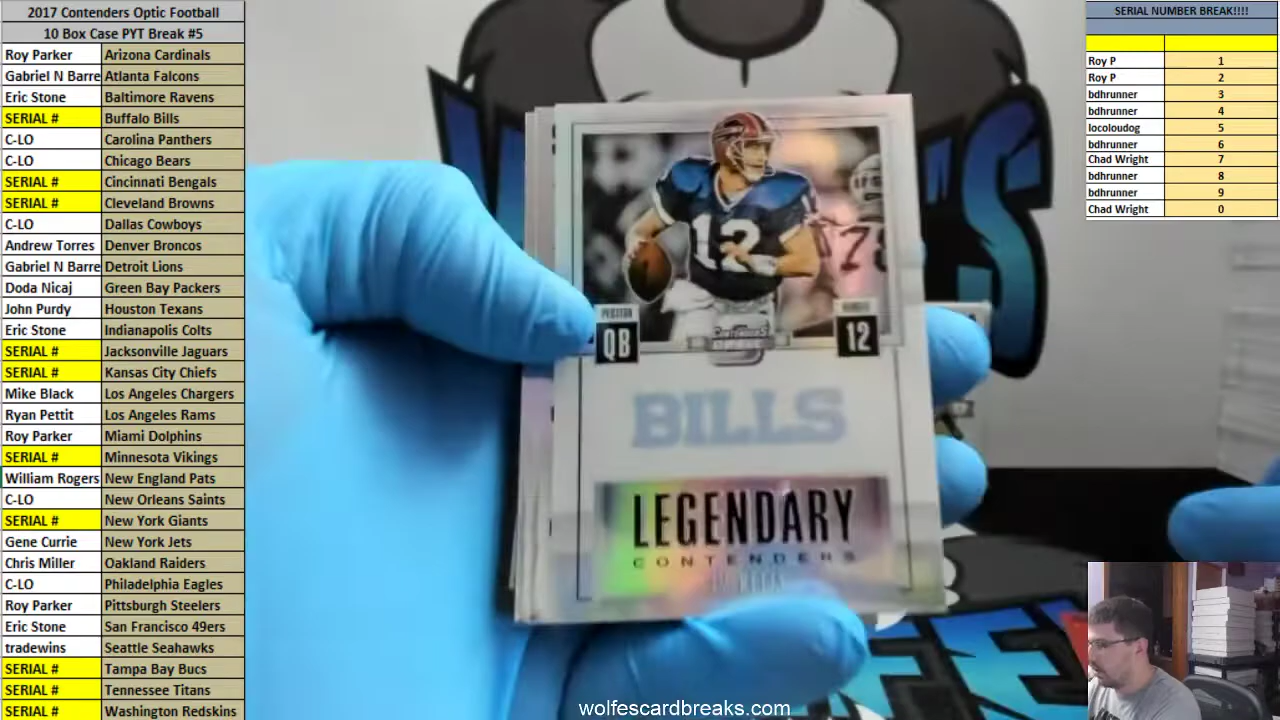 2017 Contenders Optic Football
10 Box Case PYT Break #5
Roy Parker Arizona Cardinals
Gabriel N Barre Atlanta Falcons
Eric Stone Baltimore Ravens
SERIAL # Buffalo Bills
C-LO Carolina Panthers
C-LO Chicago Bears
SERIAL # Cincinnati Bengals
SERIAL # Cleveland Browns
C-LO Dallas Cowboys
Andrew Torres Denver Broncos
Gabriel N Barre Detroit Lions
Doda Nicaj Green Bay Packers
John Purdy Houston Texans
Eric Stone Indianapolis Colts
SERIAL # Jacksonville Jaguars
SERIAL # Kansas City Chiefs
Mike Black Los Angeles Chargers
Ryan Pettit Los Angeles Rams
Roy Parker Miami Dolphins
SERIAL # Minnesota Vikings
William Rogers New England Pats
C-LO New Orleans Saints
SERIAL # New York Giants
Gene Currie New York Jets
Chris Miller Oakland Raiders
C-LO Philadelphia Eagles
Roy Parker Pittsburgh Steelers
Eric Stone San Francisco 49ers
tradewins Seattle Seahawks
SERIAL # Tampa Bay Bucs
SERIAL # Tennessee Titans
SERIAL # Washington Redskins
12
QB
12
BILLS
LEGENDARY
CONTENDERS
wolfescardbreaks.com
SERIAL NUMBER BREAK!!!!
Roy P 1
Roy P 2
bdhrunner 3
bdhrunner 4
locoloudog 5
bdhrunner 6
Chad Wright 7
bdhrunner 8
bdhrunner 9
Chad Wright 0